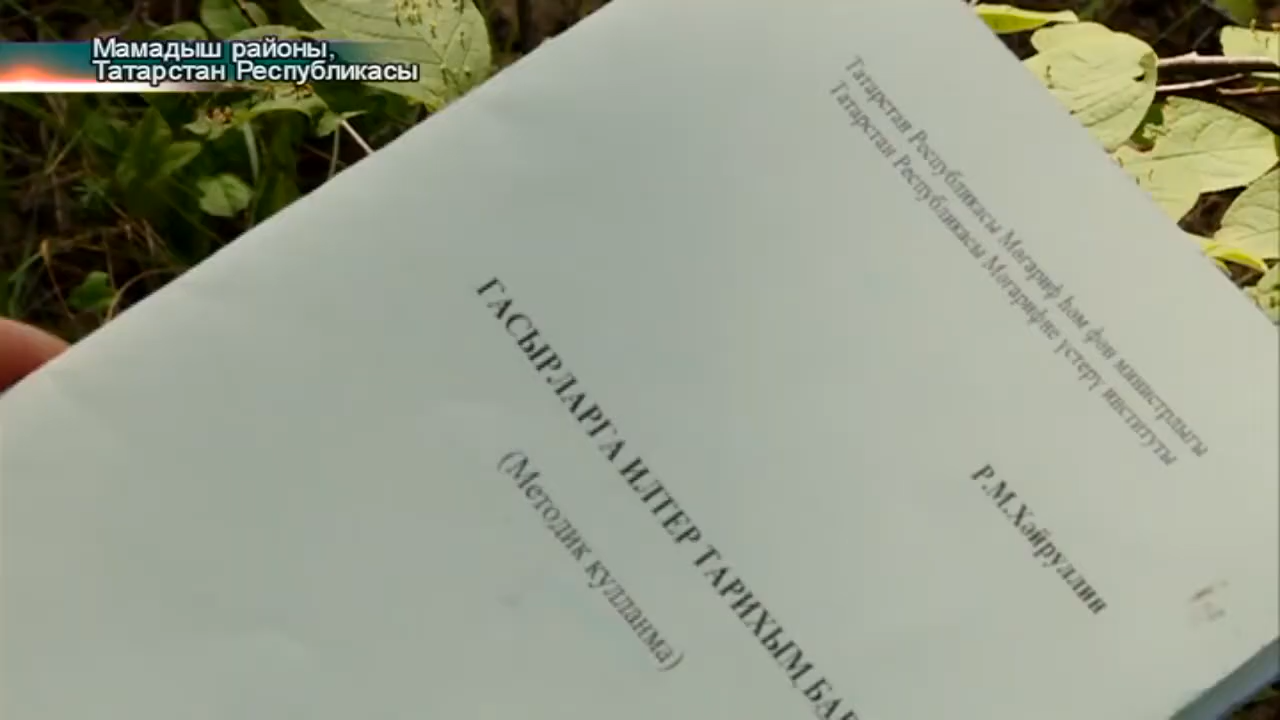 Мамадыш районы,
Татарстан Республикасы
Татарстан Республикасы Мәгариф һәм фән министрлыгы
Татарстан Республикасы Мәгарифне үстерү институты
Р.М.Хәйруллин
ГАСЫРЛАРГА ИЛТЕР ТАРИХЫМ БАР
(Методик кулланма)